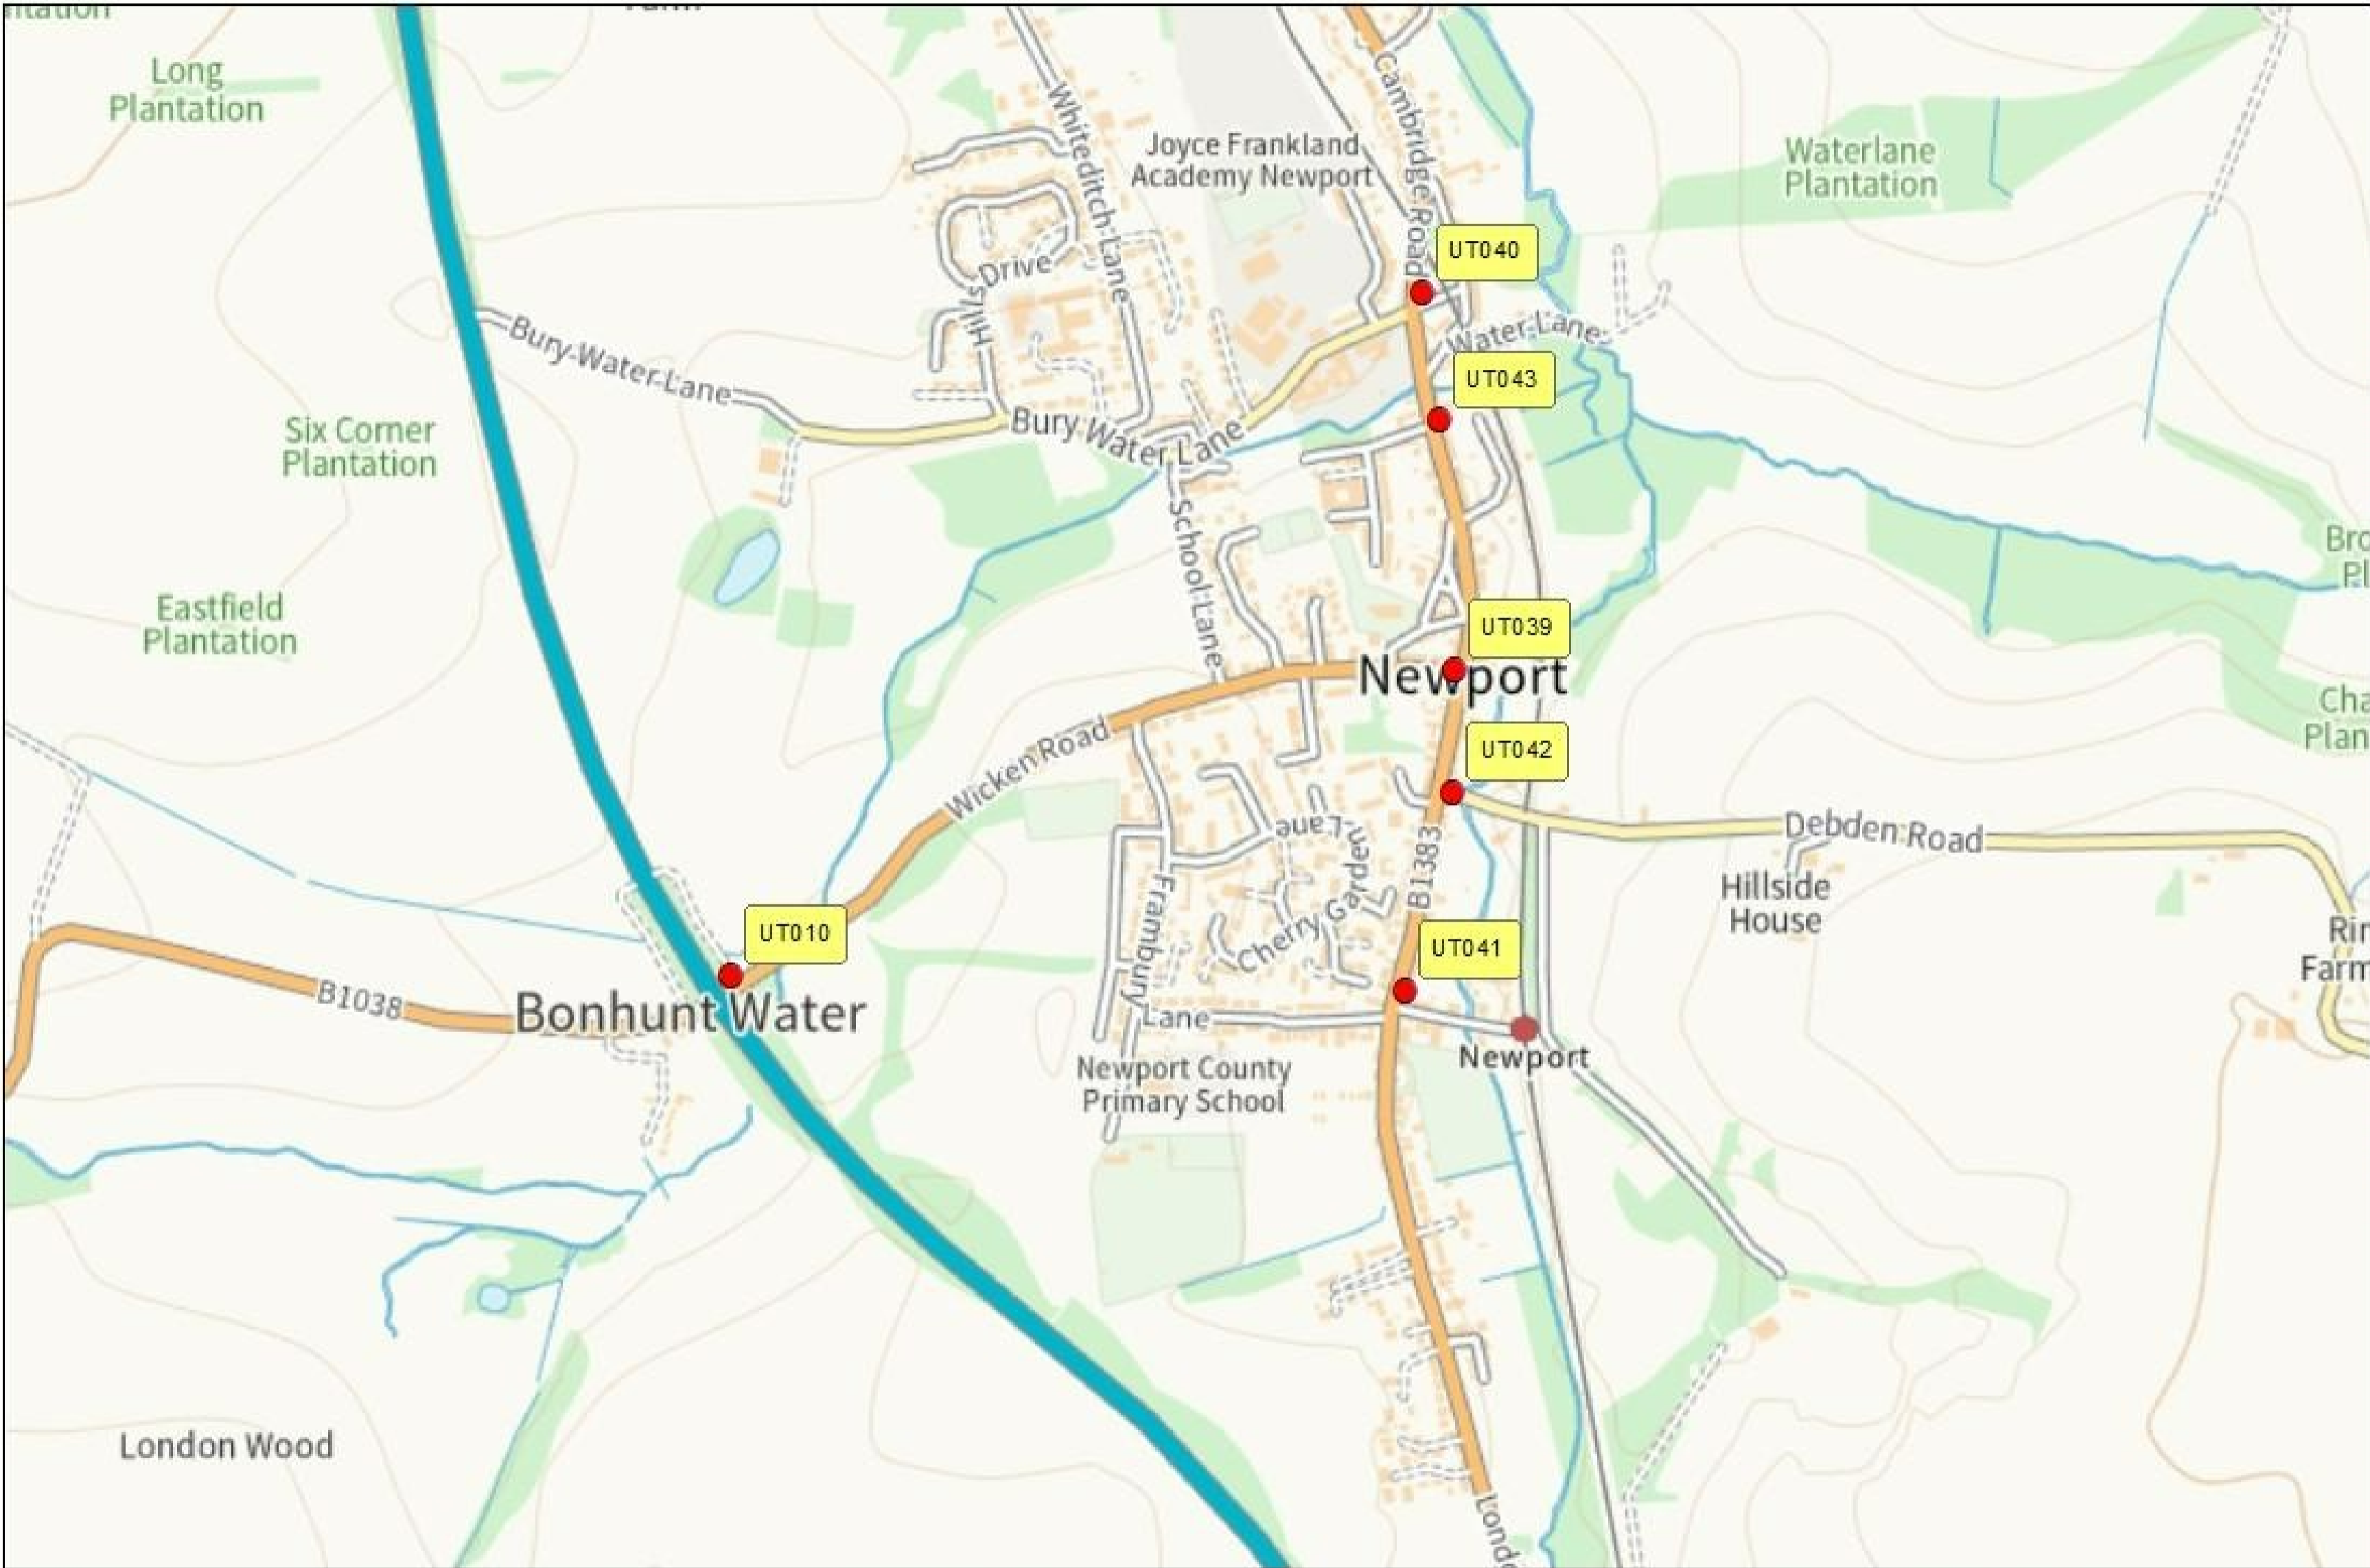 Long
Plantation
Whiteditch Lane
Cambridge Road
Joyce Frankland
Academy Newport
Waterlane
Plantation
UT040
Drive
Hills
Bury Water Lane
Water Lane
UT043
Six Corner
Plantation
Bury Water Lane
School Lane
Eastfield
Plantation
UT039
Newport
UT042
Wicken Road
Debden Road
Hillside
House
B1383
Cherry Garden Lane
Frambury
Lane
UT010
UT041
B1038
Bonhunt Water
Newport
Newport County
Primary School
London Wood